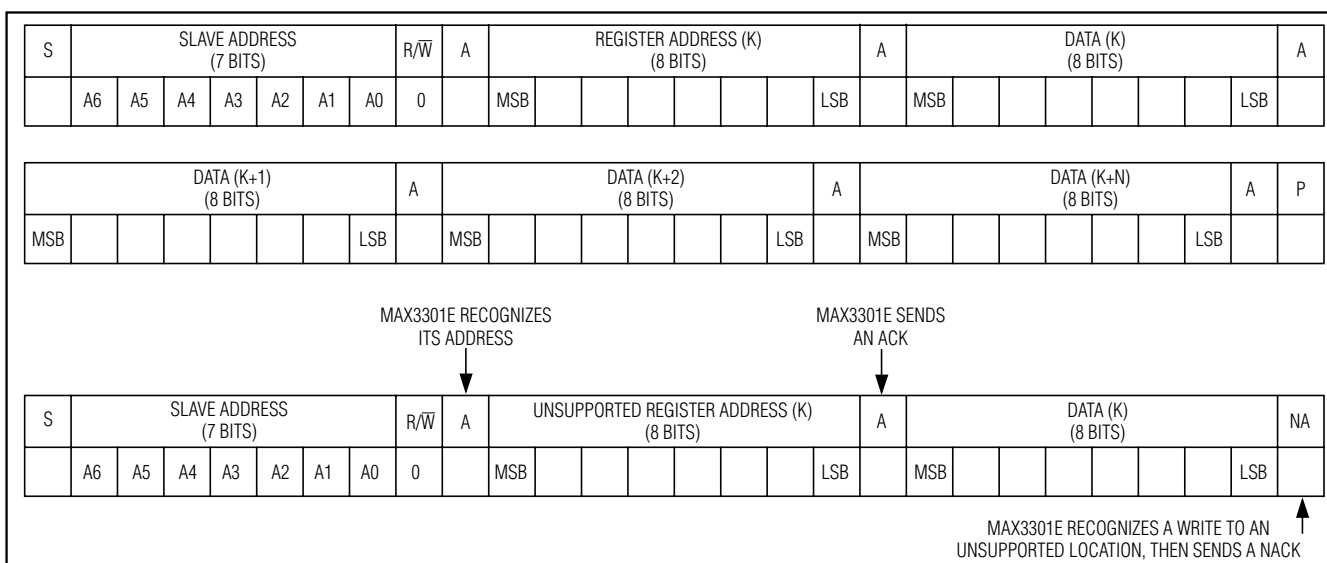 S SLAVE ADDRESS R/W̅ A REGISTER ADDRESS (K) A DATA (K) A
(7 BITS) (8 BITS) (8 BITS)
A6 A5 A4 A3 A2 A1 A0 0 MSB LSB MSB LSB
DATA (K+1) A DATA (K+2) A DATA (K+N) A P
(8 BITS) (8 BITS) (8 BITS)
MSB LSB MSB LSB MSB LSB
MAX3301E RECOGNIZES MAX3301E SENDS
ITS ADDRESS AN ACK
S SLAVE ADDRESS R/W̅ A UNSUPPORTED REGISTER ADDRESS (K) A DATA (K) NA
(7 BITS) (8 BITS) (8 BITS)
A6 A5 A4 A3 A2 A1 A0 0 MSB LSB MSB LSB
MAX3301E RECOGNIZES A WRITE TO AN
UNSUPPORTED LOCATION, THEN SENDS A NACK